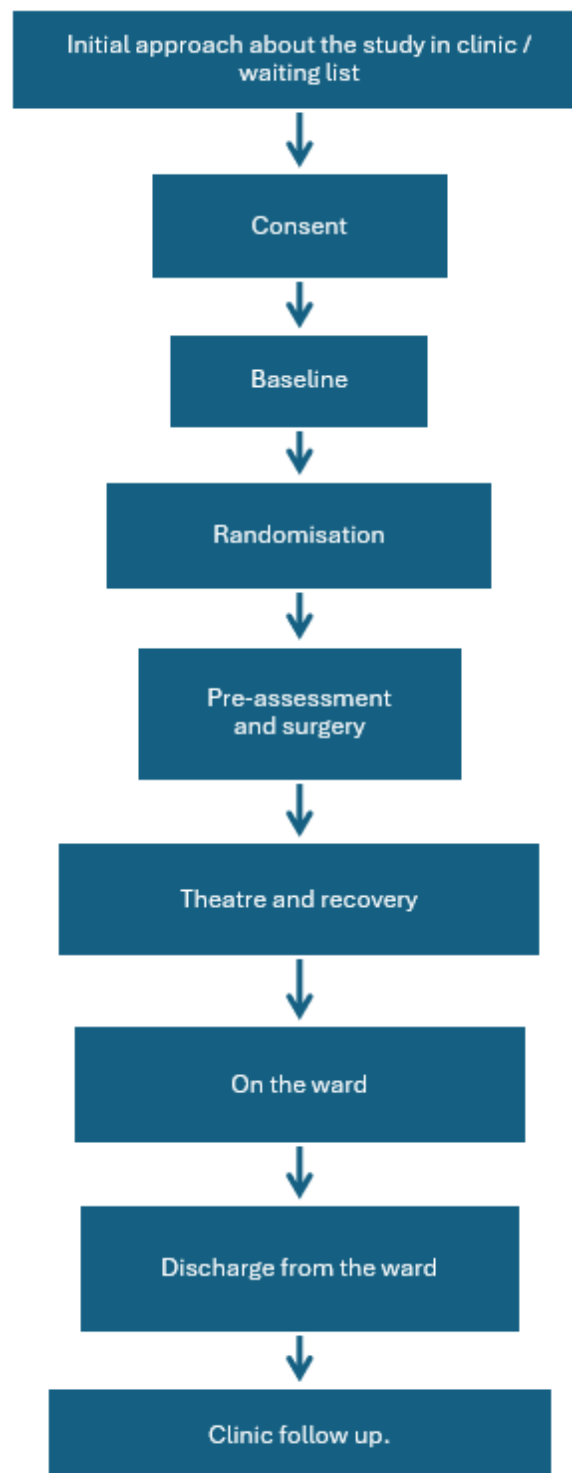 Initial approach about the study in clinic /
waiting list
Consent
Baseline
Randomisation
Pre-assessment
and surgery
Theatre and recovery
On the ward
Discharge from the ward
Clinic follow up.